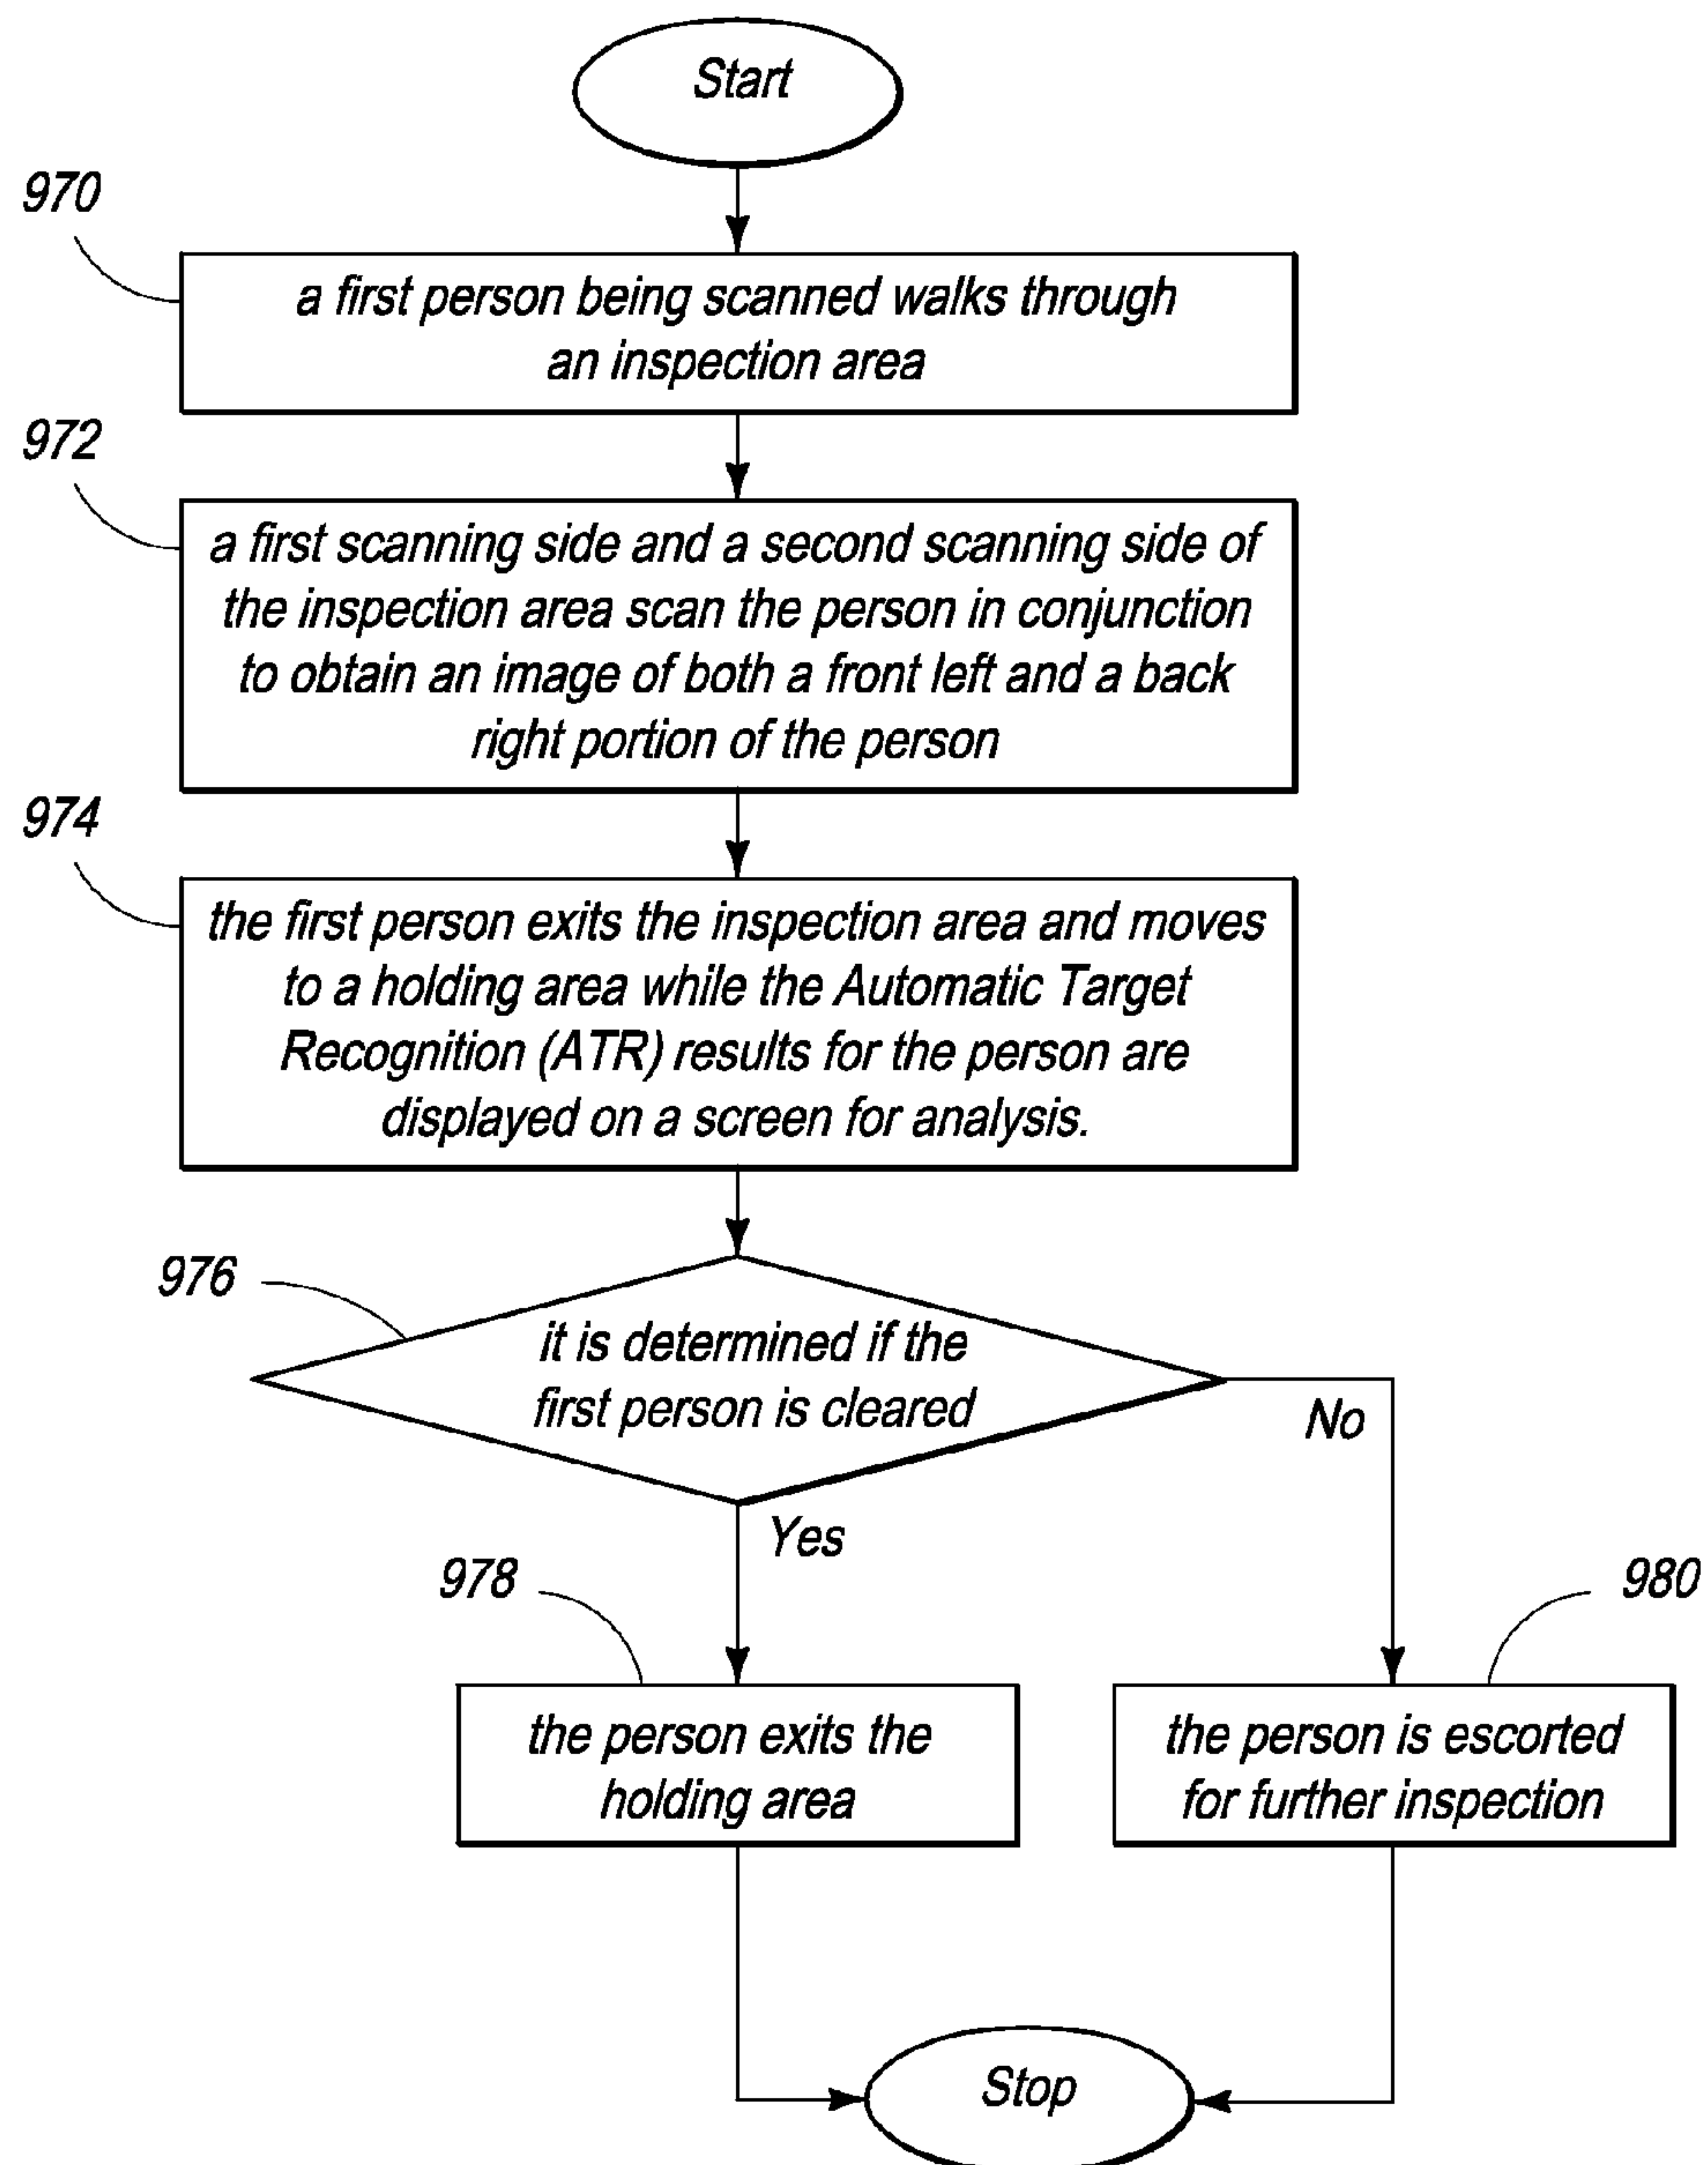 Start
970
a first person being scanned walks through
an inspection area
972
a first scanning side and a second scanning side of
the inspection area scan the person in conjunction
to obtain an image of both a front left and a back
right portion of the person
974
the first person exits the inspection area and moves
to a holding area while the Automatic Target
Recognition (ATR) results for the person are
displayed on a screen for analysis.
976
it is determined if the
first person is cleared
No
Yes
978
980
the person exits the
holding area
the person is escorted
for further inspection
Stop